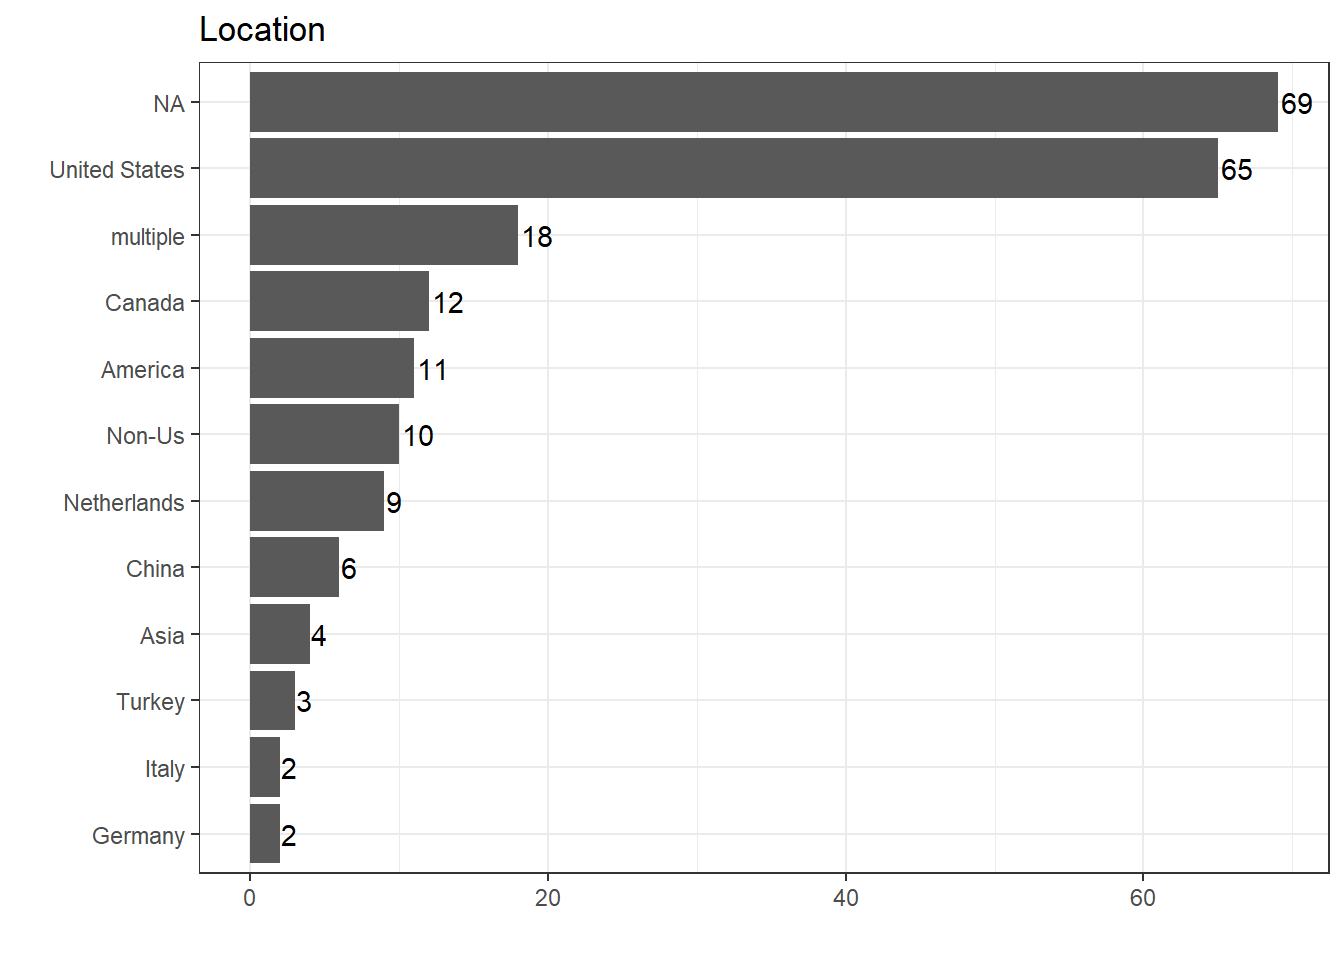 Location
NA 69
United States 65
multiple 18
Canada 12
America 11
Non-Us 10
Netherlands 9
China 6
Asia 4
Turkey 3
Italy 2
Germany 2
0 20 40 60